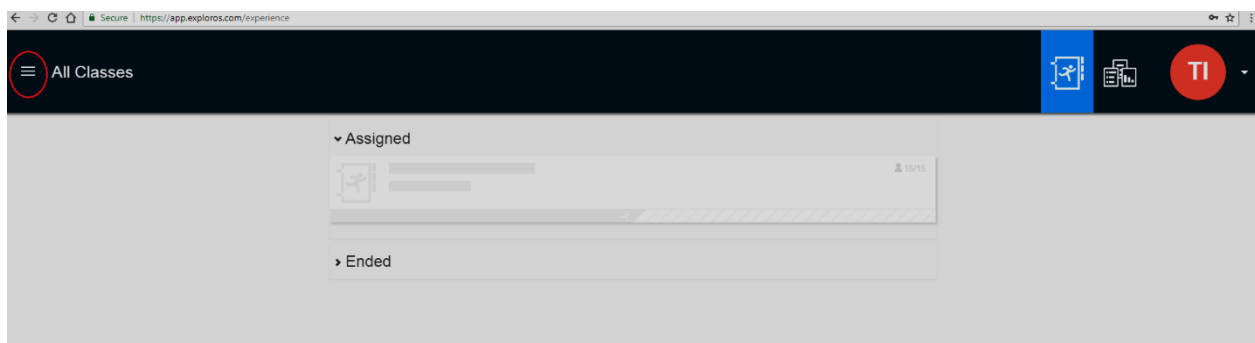 Secure | https://app.exploros.com/experience
All Classes
TI
Assigned
15/15
Ended